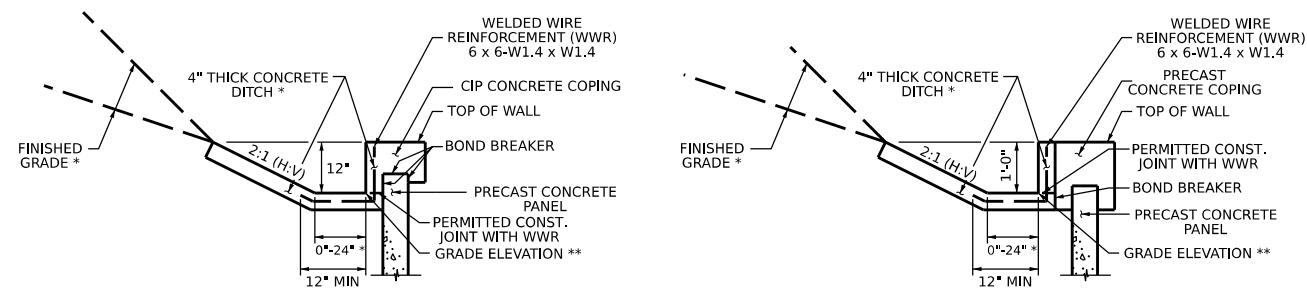 WELDED WIRE
REINFORCEMENT (WWR)
6 x 6-W1.4 x W1.4
4" THICK CONCRETE
DITCH *
CIP CONCRETE COPING
TOP OF WALL
FINISHED
GRADE *
2:1 (H:V)
12"
BOND BREAKER
PRECAST CONCRETE
PANEL
PERMITTED CONST.
JOINT WITH WWR
0"-24" *
GRADE ELEVATION **
12" MIN
WELDED WIRE
REINFORCEMENT (WWR)
6 x 6-W1.4 x W1.4
4" THICK CONCRETE
DITCH *
PRECAST
CONCRETE COPING
TOP OF WALL
FINISHED
GRADE *
2:1 (H:V)
1'-0"
PERMITTED CONST.
JOINT WITH WWR
BOND BREAKER
PRECAST CONCRETE
PANEL
0"-24" *
GRADE ELEVATION **
12" MIN